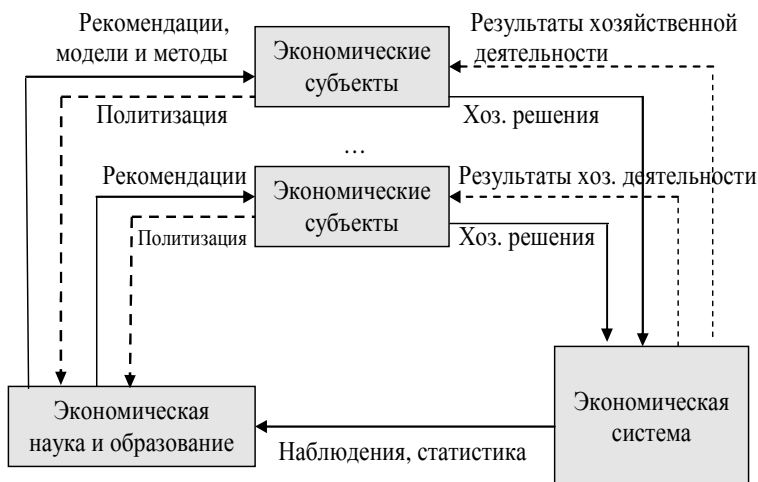 Рекомендации,
модели и методы
Экономические
субъекты
Результаты хозяйственной
деятельности
Политизация
Хоз. решения
...
Рекомендации
Экономические
субъекты
Результаты хоз. деятельности
Политизация
Хоз. решения
Экономическая
наука и образование
Экономическая
система
Наблюдения, статистика